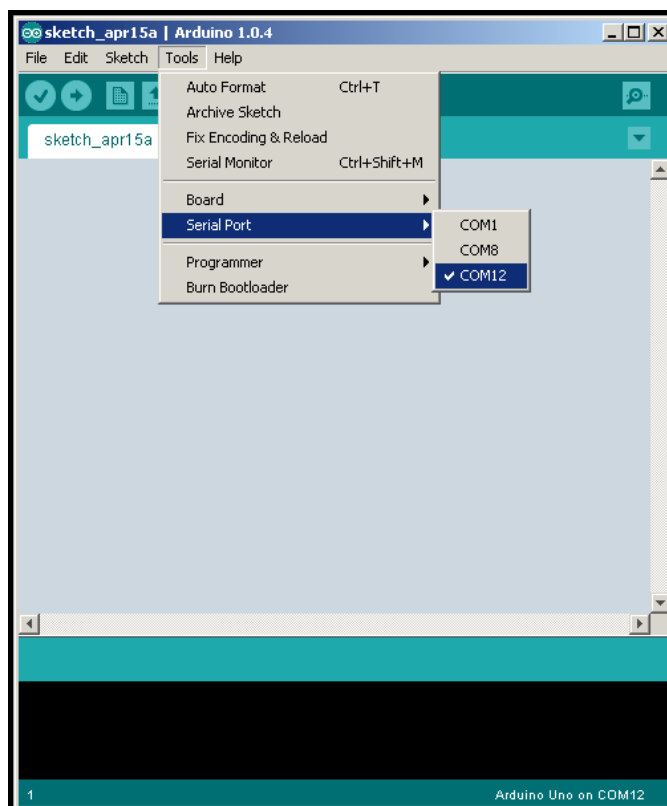 sketch_apr15a | Arduino 1.0.4
File Edit Sketch Tools Help
sketch_apr15a
Auto Format Ctrl+T
Archive Sketch
Fix Encoding & Reload
Serial Monitor Ctrl+Shift+M
Board
Serial Port
Programmer
Burn Bootloader
COM1
COM8
COM12
1 Arduino Uno on COM12